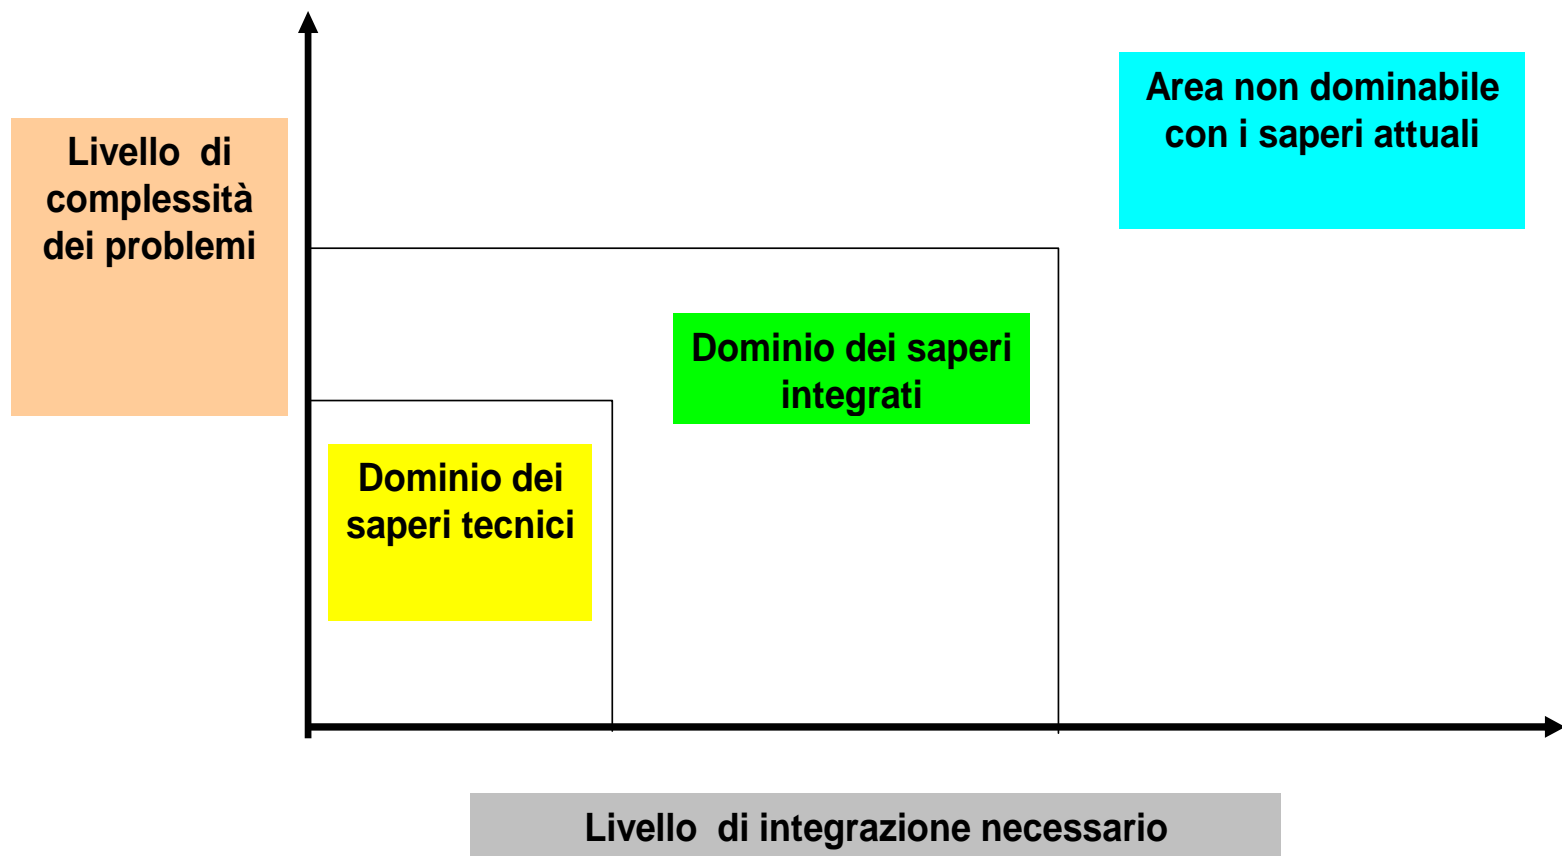 Livello  di
complessità
dei problemi
Area non dominabile
con i saperi attuali
Dominio dei saperi
integrati
Dominio dei
saperi tecnici
Livello  di integrazione necessario